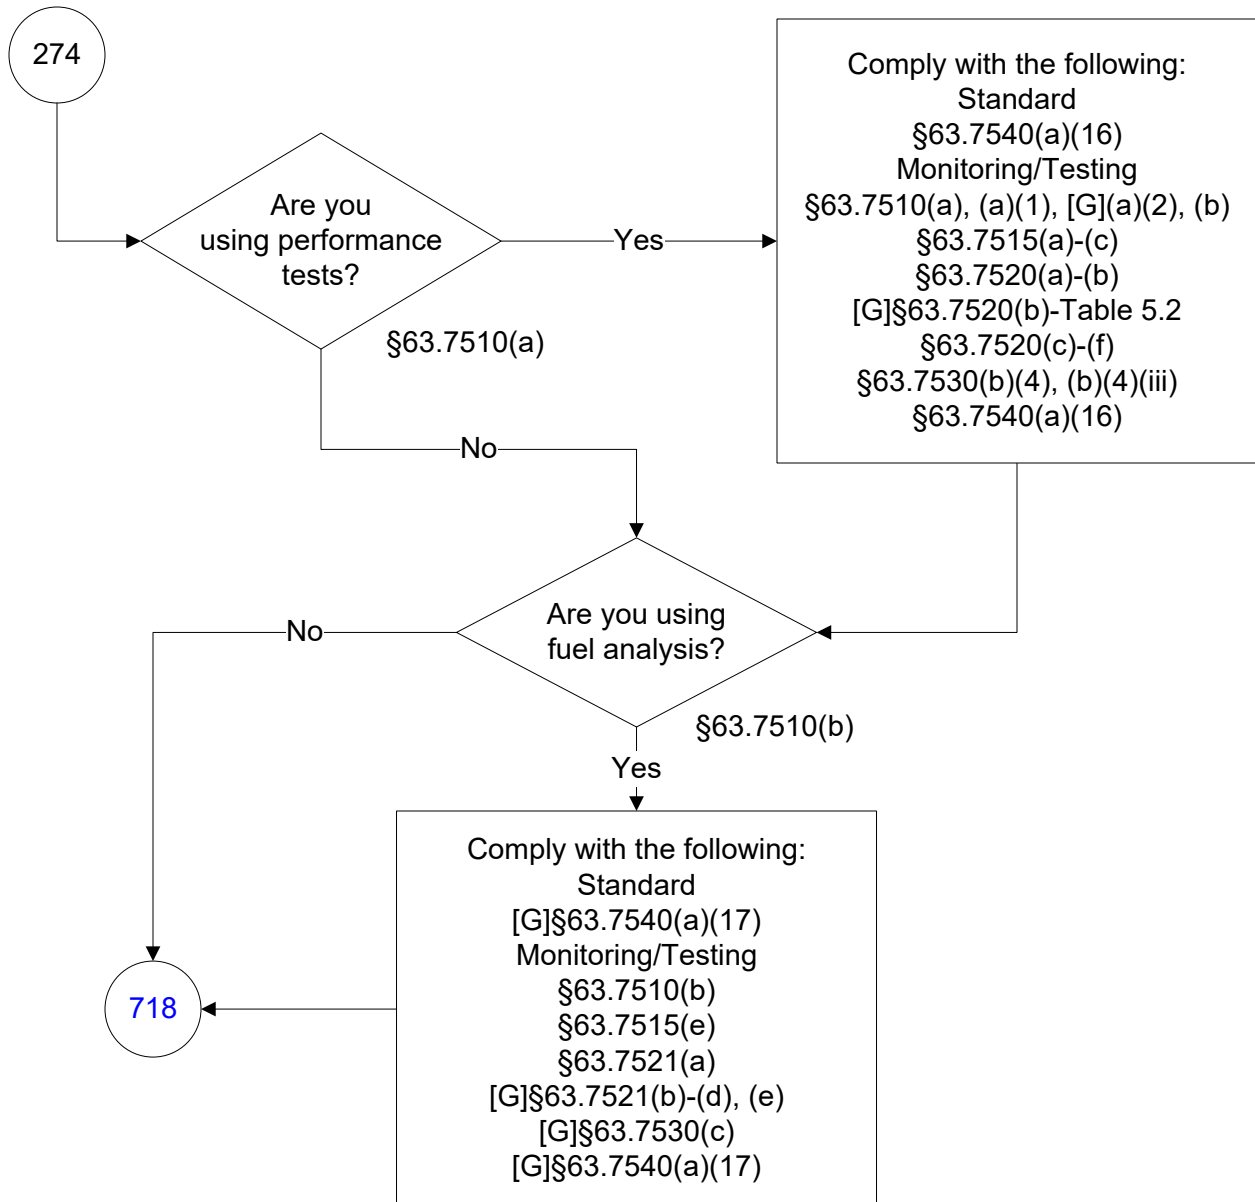 274
Are you
using performance
tests?
§63.7510(a)
Yes
Comply with the following:
Standard
§63.7540(a)(16)
Monitoring/Testing
§63.7510(a), (a)(1), [G](a)(2), (b)
§63.7515(a)-(c)
§63.7520(a)-(b)
[G]§63.7520(b)-Table 5.2
§63.7520(c)-(f)
§63.7530(b)(4), (b)(4)(iii)
§63.7540(a)(16)
No
Are you using
fuel analysis?
§63.7510(b)
No
Yes
Comply with the following:
Standard
[G]§63.7540(a)(17)
Monitoring/Testing
§63.7510(b)
§63.7515(e)
§63.7521(a)
[G]§63.7521(b)-(d), (e)
[G]§63.7530(c)
[G]§63.7540(a)(17)
718